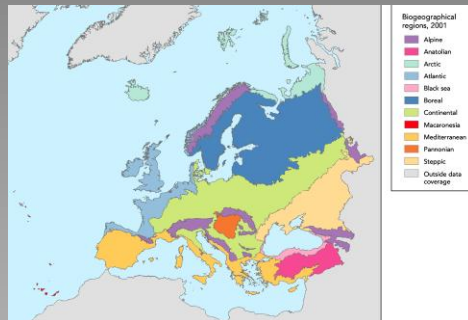 Biogeographical
regions, 2001
Alpine
Anatolian
Arctic
Atlantic
Black sea
Boreal
Continental
Macaronesia
Mediterranean
Pannonian
Steppic
Outside data
coverage